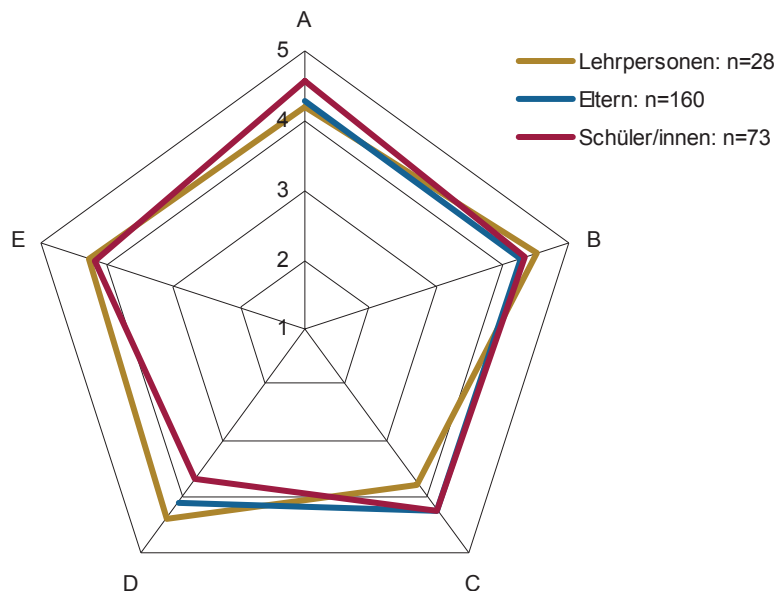 A
5
4
3
2
1
B
C
D
E
Lehrpersonen: n=28
Eltern: n=160
Schüler/innen: n=73